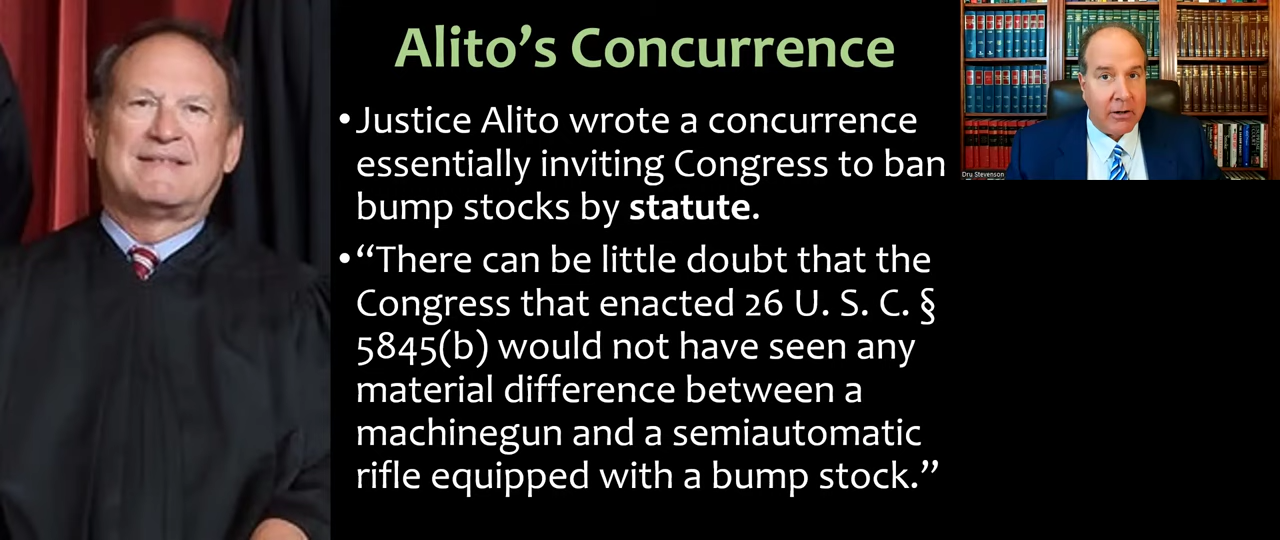 Alito’s Concurrence
•Justice Alito wrote a concurrence
essentially inviting Congress to ban
bump stocks by statute.
•“There can be little doubt that the
Congress that enacted 26 U. S. C. §
5845(b) would not have seen any
material difference between a
machinegun and a semiautomatic
rifle equipped with a bump stock.”
Dru Stevenson